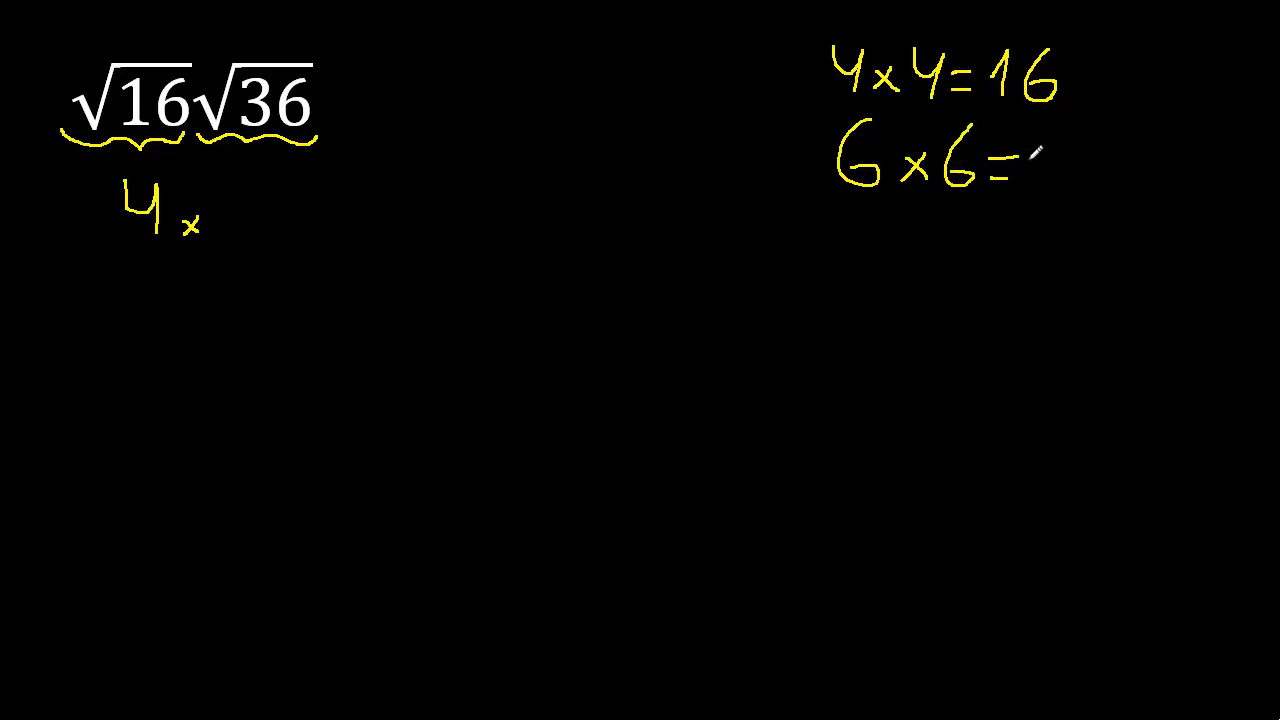 √16√36
4 ×
4 × 4 = 16
6 × 6 =